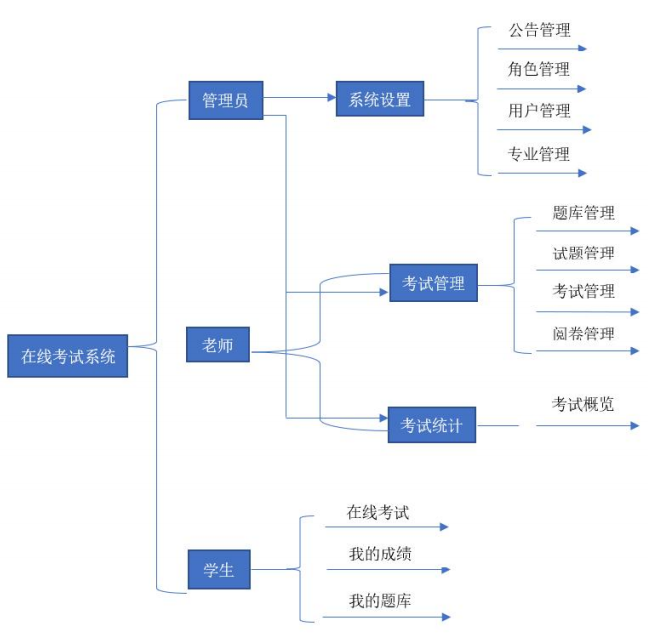 公告管理
角色管理
管理员
系统设置
用户管理
专业管理
题库管理
试题管理
考试管理
考试管理
阅卷管理
老师
在线考试系统
考试概览
考试统计
在线考试
我的成绩
学生
我的题库